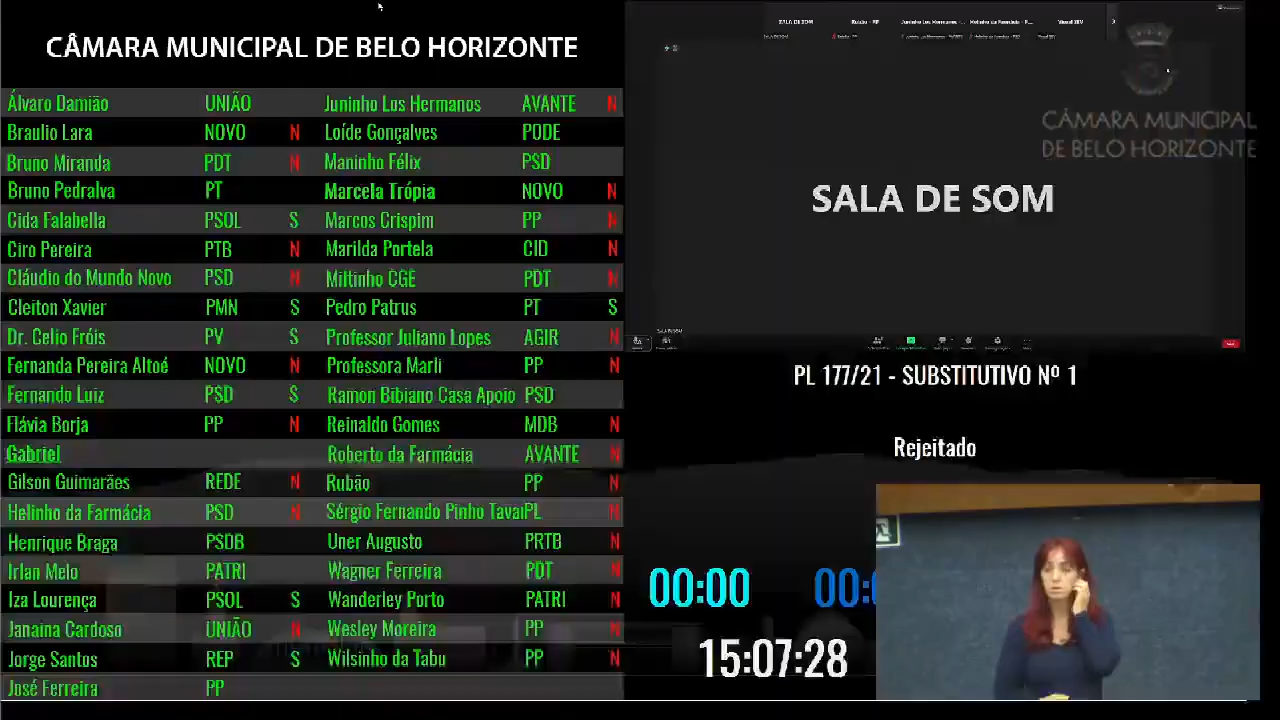 CÂMARA MUNICIPAL DE BELO HORIZONTE
Álvaro Damião UNIÃO
Braulio Lara NOVO N
Bruno Miranda PDT N
Bruno Pedralva PT
Cida Falabella PSOL S
Ciro Pereira PTB N
Cláudio do Mundo Novo PSD N
Cleiton Xavier PMN S
Dr. Celio Fróis PV S
Fernanda Pereira Altoé NOVO N
Fernando Luiz PSD S
Flávia Borja PP N
Gabriel
Gilson Guimarães REDE N
Helinho da Farmácia PSD N
Henrique Braga PSDB
Irlan Melo PATRI
Iza Lourença PSOL S
Janaina Cardoso UNIÃO N
Jorge Santos REP S
José Ferreira PP
Juninho Los Hermanos AVANTE N
Loíde Gonçalves PODE
Maninho Félix PSD
Marcela Trópia NOVO N
Marcos Crispim PP N
Marilda Portela CID N
Miltinho CGE PDT N
Pedro Patrus PT S
Professor Juliano Lopes AGIR N
Professora Marli PP N
Ramon Bibiano Casa Apoio PSD
Reinaldo Gomes MDB N
Roberto da Farmácia AVANTE N
Rubão PP N
Sérgio Fernando Pinho Tavar PL N
Uner Augusto PRTB N
Wagner Ferreira PDT N
Wanderley Porto PATRI N
Wesley Moreira PP N
Wilsinho da Tabu PP N
SALA DE SOM
CÂMARA MUNICIPAL
DE BELO HORIZONTE
SALA DE SOM
PL 177/21 - SUBSTITUTIVO Nº 1
Rejeitado
00:00
15:07:28